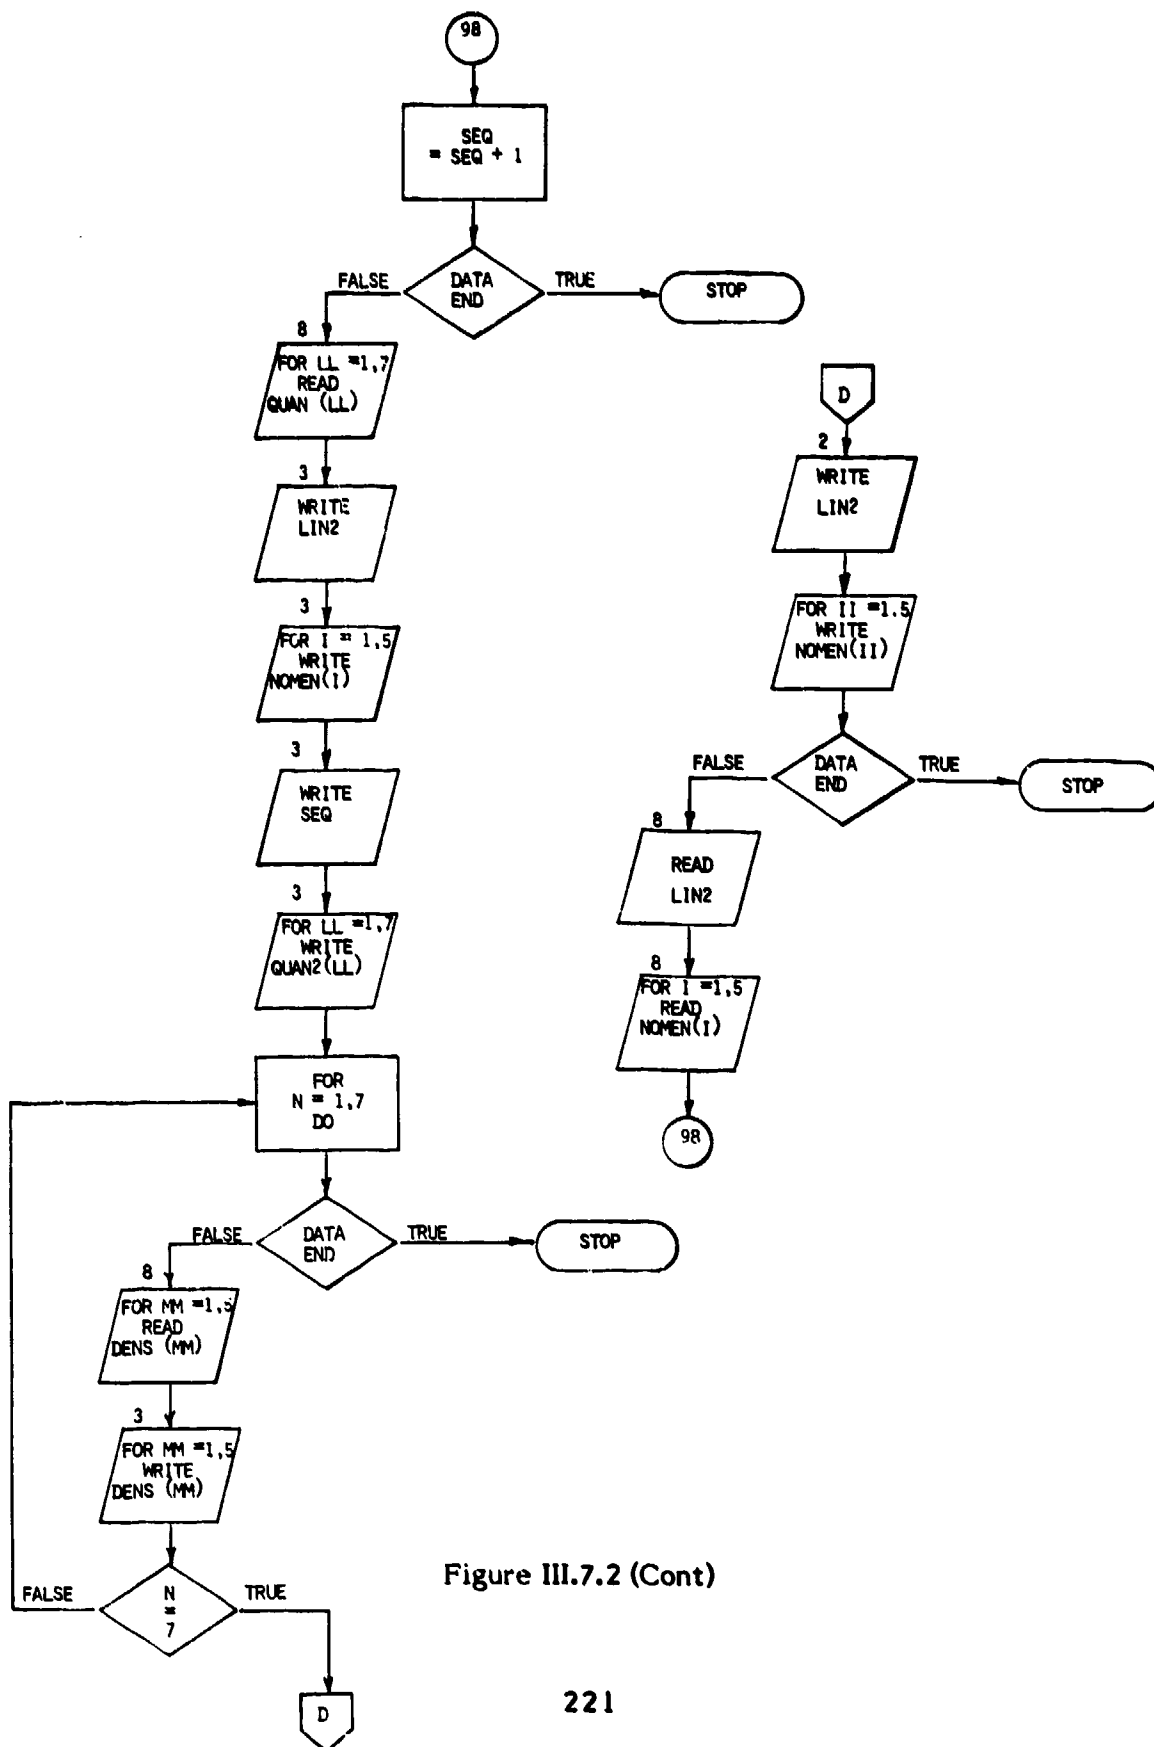 98
SEQ
= SEQ + 1
DATA
END
FALSE
TRUE
STOP
8
FOR LL =1,7
READ
QUAN (LL)
3
WRITE
LIN2
3
FOR I = 1,5
WRITE
NOMEN(I)
3
WRITE
SEQ
3
FOR LL =1,7
WRITE
QUAN2(LL)
FOR
N = 1,7
DO
DATA
END
FALSE
TRUE
STOP
8
FOR MM =1,5
READ
DENS (MM)
3
FOR MM =1,5
WRITE
DENS (MM)
N
=
7
FALSE
TRUE
D
D
2
WRITE
LIN2
FOR II =1.5
WRITE
NOMEN(II)
DATA
END
FALSE
TRUE
STOP
8
READ
LIN2
8
FOR I =1,5
READ
NOMEN(I)
98
Figure III.7.2 (Cont)
221